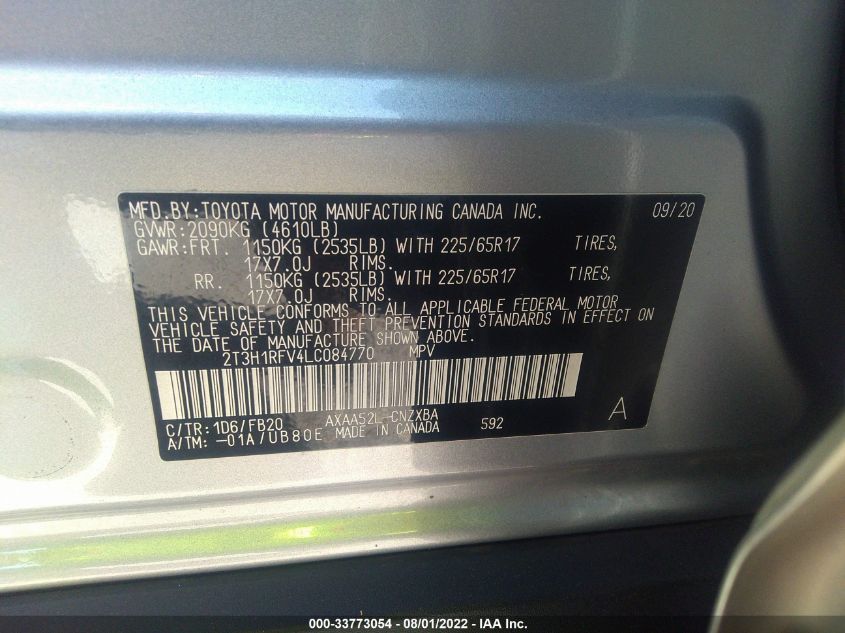 MFD.BY:TOYOTA MOTOR MANUFACTURING CANADA INC. 09/20
GVWR:2090KG (4610LB)
GAWR:FRT. 1150KG (2535LB) WITH 225/65R17 TIRES,
17X7.0J RIMS.
RR. 1150KG (2535LB) WITH 225/65R17 TIRES,
17X7.0J RIMS.
THIS VEHICLE CONFORMS TO ALL APPLICABLE FEDERAL MOTOR
VEHICLE SAFETY AND THEFT PREVENTION STANDARDS IN EFFECT ON
THE DATE OF MANUFACTURE SHOWN ABOVE.
2T3H1RFV4LC084770 MPV
C/TR:1D6/FB20 AXAA52L-CNZXBA 592 A
A/TM:-01A/UB80E MADE IN CANADA
000-33773054 - 08/01/2022 - IAA Inc.